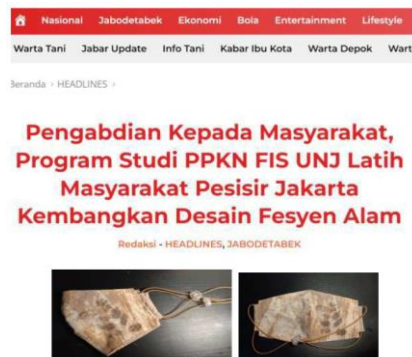 Nasional Jabodetabek Ekonomi Bola Entertainment Lifestyle
Warta Tani Jabar Update Info Tani Kabar Ibu Kota Warta Depok Wart
Beranda › HEADLINES ›
Pengabdian Kepada Masyarakat,
Program Studi PPKN FIS UNJ Latih
Masyarakat Pesisir Jakarta
Kembangkan Desain Fesyen Alam
Redaksi - HEADLINES, JABODETABEK